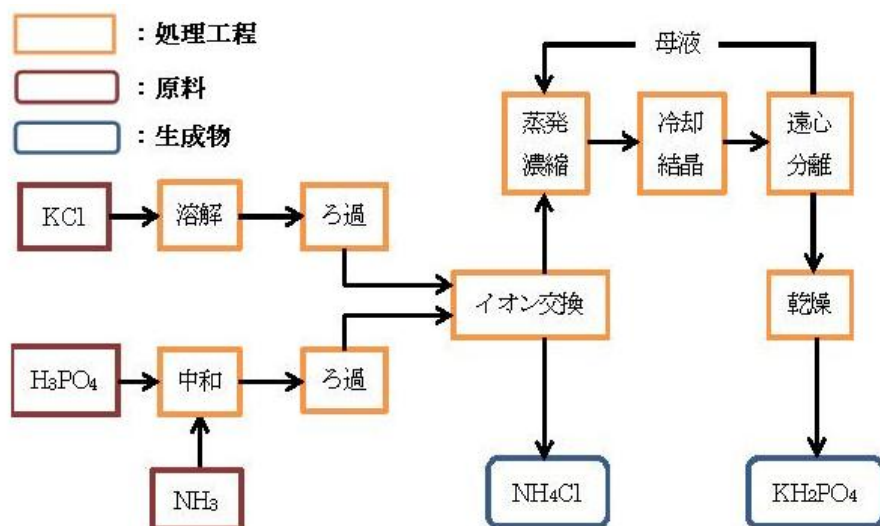 ：処理工程
：原料
：生成物
母液
蒸発
濃縮
冷却
結晶
遠心
分離
KCl
溶解
ろ過
イオン交換
乾燥
H₃PO₄
中和
ろ過
NH₃
NH₄Cl
KH₂PO₄